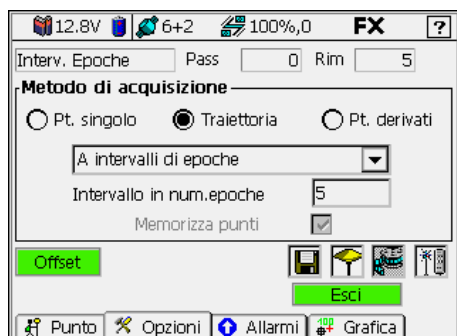 12.8V 6+2 100%,0 FX ?
Interv. Epoche Pass 0 Rim 5
Metodo di acquisizione
Pt. singolo Traiettoria Pt. derivati
A intervalli di epoche
Intervallo in num.epoche 5
Memorizza punti
Offset
Esci
Punto Opzioni Allarmi 100 Grafica